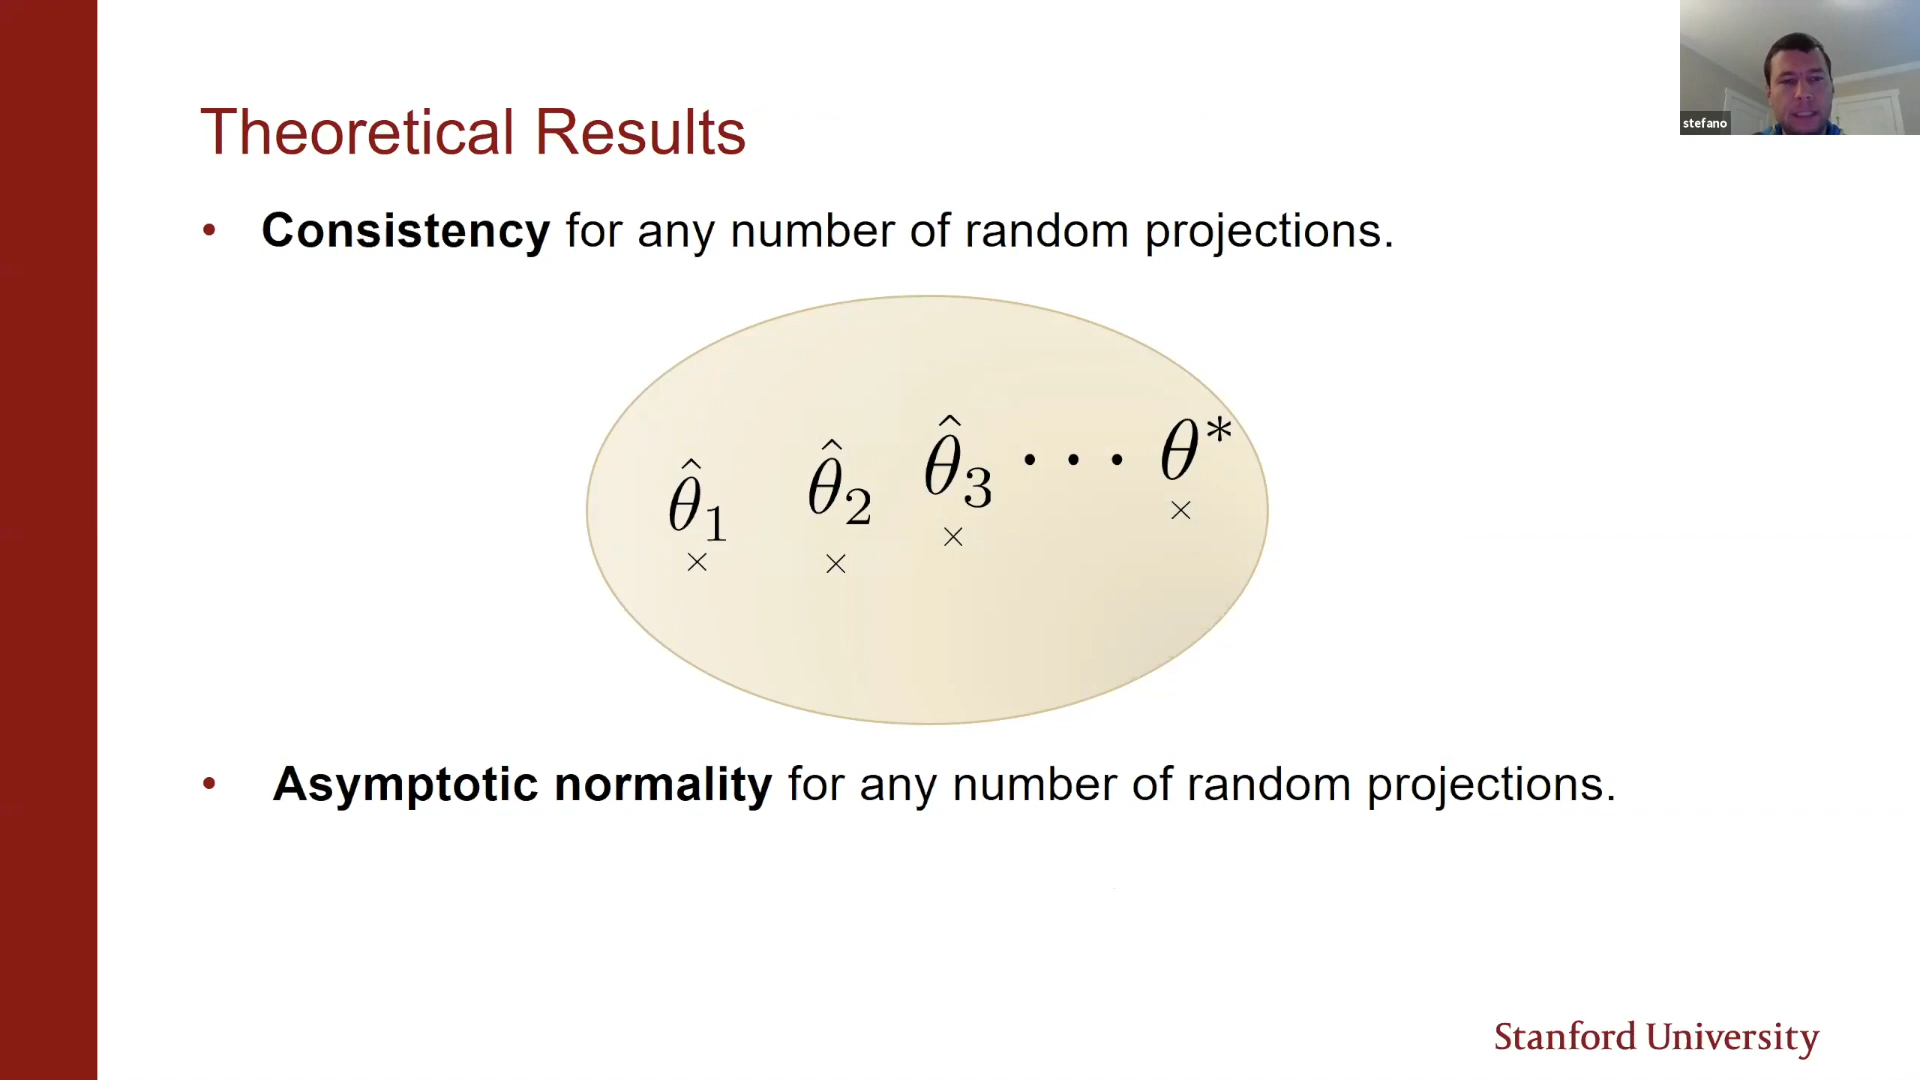 stefano
Theoretical Results
• Consistency for any number of random projections.
θ̂₁ θ̂₂ θ̂₃ ··· θ*
× × × ×
• Asymptotic normality for any number of random projections.
Stanford University